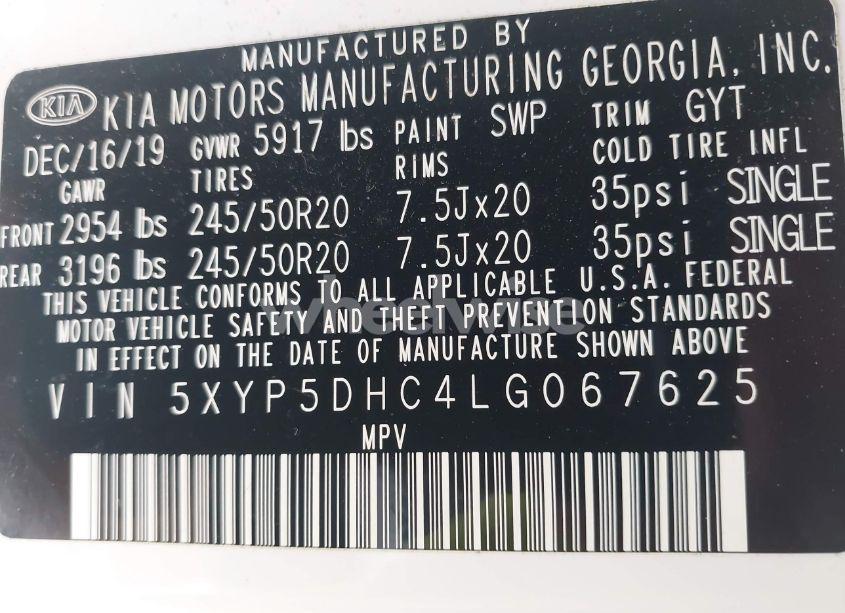 MANUFACTURED BY
KIA KIA MOTORS MANUFACTURING GEORGIA, INC.
DEC/16/19 GVWR 5917 lbs PAINT SWP TRIM GYT
GAWR TIRES RIMS COLD TIRE INFL
FRONT 2954 lbs 245/50R20 7.5Jx20 35psi SINGLE
REAR 3196 lbs 245/50R20 7.5Jx20 35psi SINGLE
THIS VEHICLE CONFORMS TO ALL APPLICABLE U.S.A. FEDERAL
MOTOR VEHICLE SAFETY AND THEFT PREVENTION STANDARDS
IN EFFECT ON THE DATE OF MANUFACTURE SHOWN ABOVE
wheelwise
VIN 5XYP5DHC4LG067625
MPV